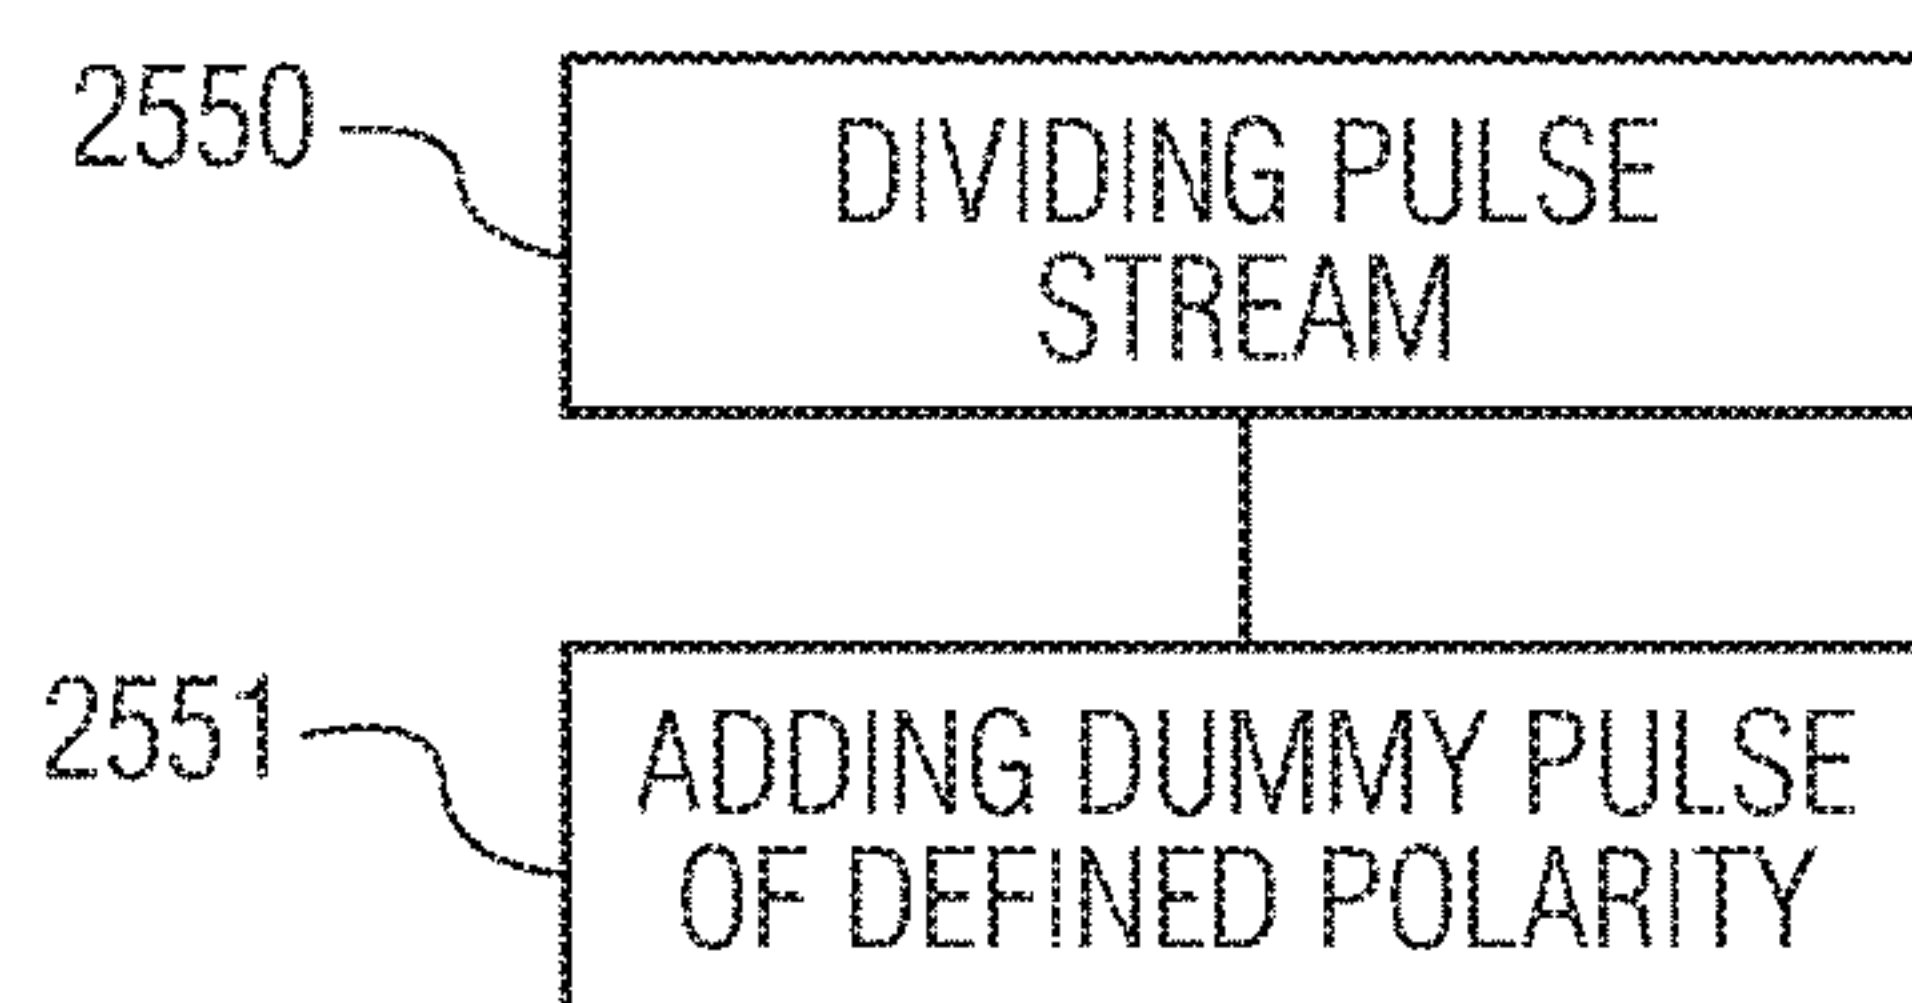 2550
DIVIDING PULSE
STREAM
2551
ADDING DUMMY PULSE
OF DEFINED POLARITY